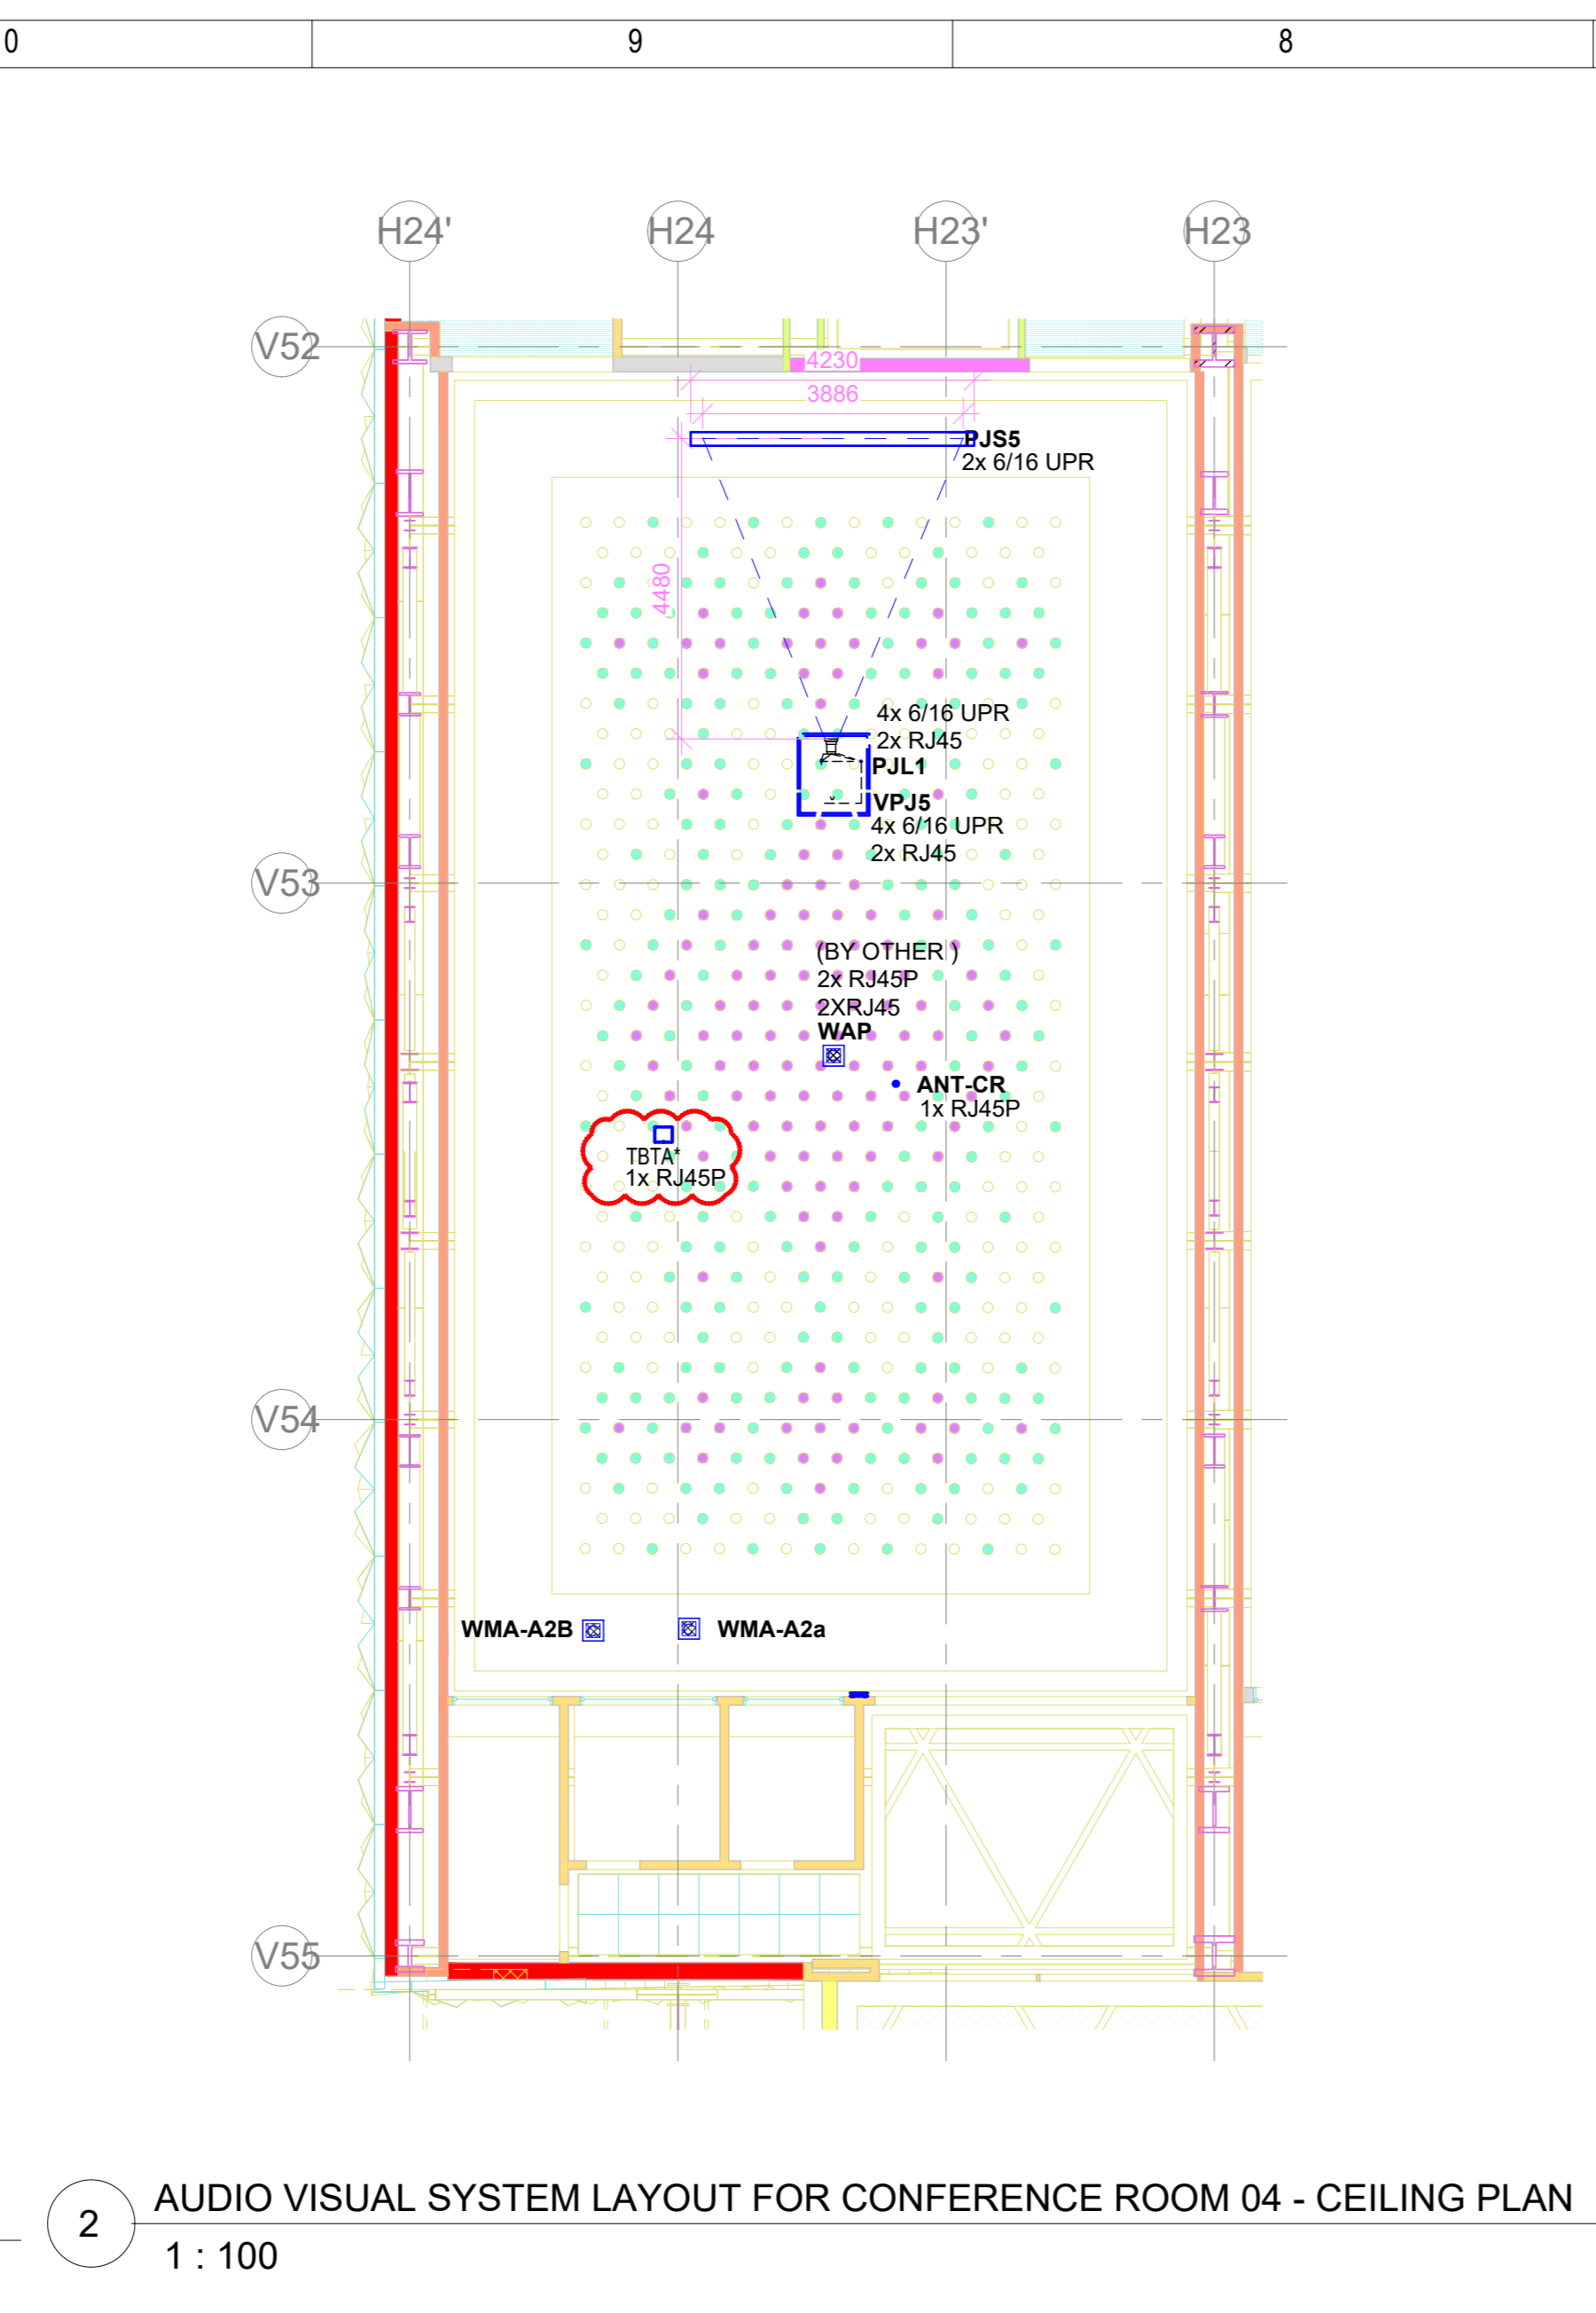 0
9
8
H24'
H24
H23'
H23
V52
4230
3886
PJS5
2x 6/16 UPR
4480
4x 6/16 UPR
2x RJ45
PJL1
VPJ5
4x 6/16 UPR
2x RJ45
V53
(BY OTHER )
2x RJ45P
2XRJ45
WAP
ANT-CR
1x RJ45P
TBTA*
1x RJ45P
V54
WMA-A2B
WMA-A2a
V55
2
AUDIO VISUAL SYSTEM LAYOUT FOR CONFERENCE ROOM 04 - CEILING PLAN
1 : 100